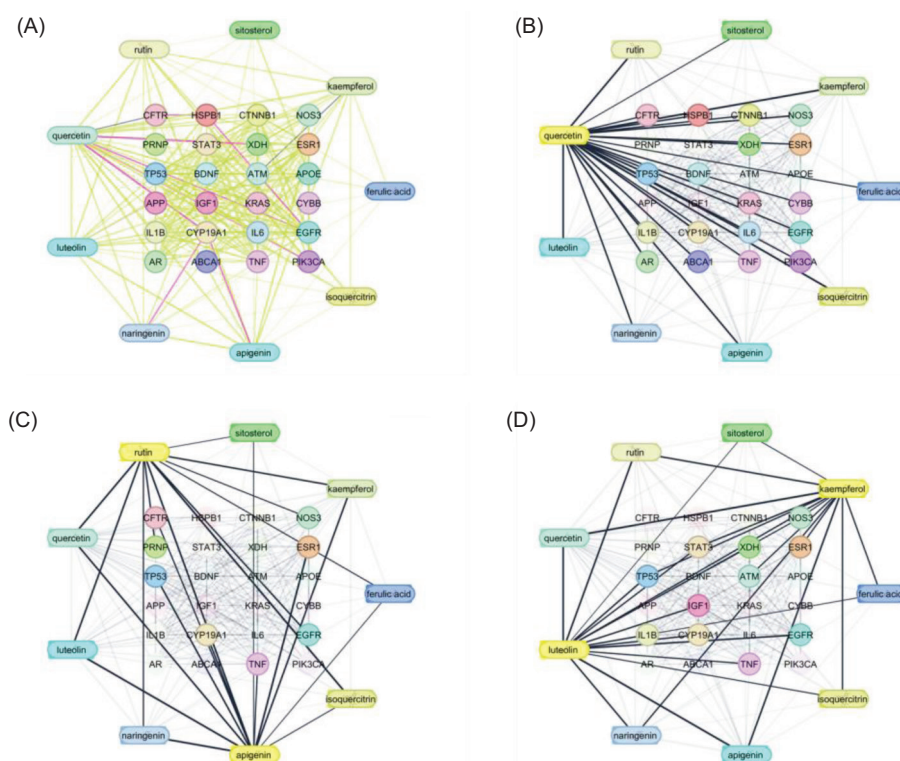 (A)
sitosterol
rutin
kaempferol
CFTR HSPB1 CTNNB1 NOS3
quercetin
PRNP STAT3 XDH ESR1
TP53 BDNF ATM APOE
ferulic acid
APP IGF1 KRAS CYBB
IL1B CYP19A1 IL6 EGFR
luteolin
AR ABCA1 TNF PIK3CA
isoquercitrin
naringenin
apigenin
(B)
sitosterol
rutin
kaempferol
CFTR HSPB1 CTNNB1 NOS3
quercetin
PRNP STAT3 XDH ESR1
TP53 BDNF ATM APOE
ferulic acid
APP IGF1 KRAS CYBB
IL1B CYP19A1 IL6 EGFR
luteolin
AR ABCA1 TNF PIK3CA
isoquercitrin
naringenin
apigenin
(C)
sitosterol
rutin
kaempferol
CFTR HSPB1 CTNNB1 NOS3
quercetin
PRNP STAT3 XDH ESR1
TP53 BDNF ATM APOE
ferulic acid
APP IGF1 KRAS CYBB
IL1B CYP19A1 IL6 EGFR
luteolin
AR ABCA1 TNF PIK3CA
isoquercitrin
naringenin
apigenin
(D)
sitosterol
rutin
kaempferol
CFTR HSPB1 CTNNB1 NOS3
quercetin
PRNP STAT3 XDH ESR1
TP53 BDNF ATM APOE
ferulic acid
APP IGF1 KRAS CYBB
IL1B CYP19A1 IL6 EGFR
luteolin
AR ABCA1 TNF PIK3CA
isoquercitrin
naringenin
apigenin